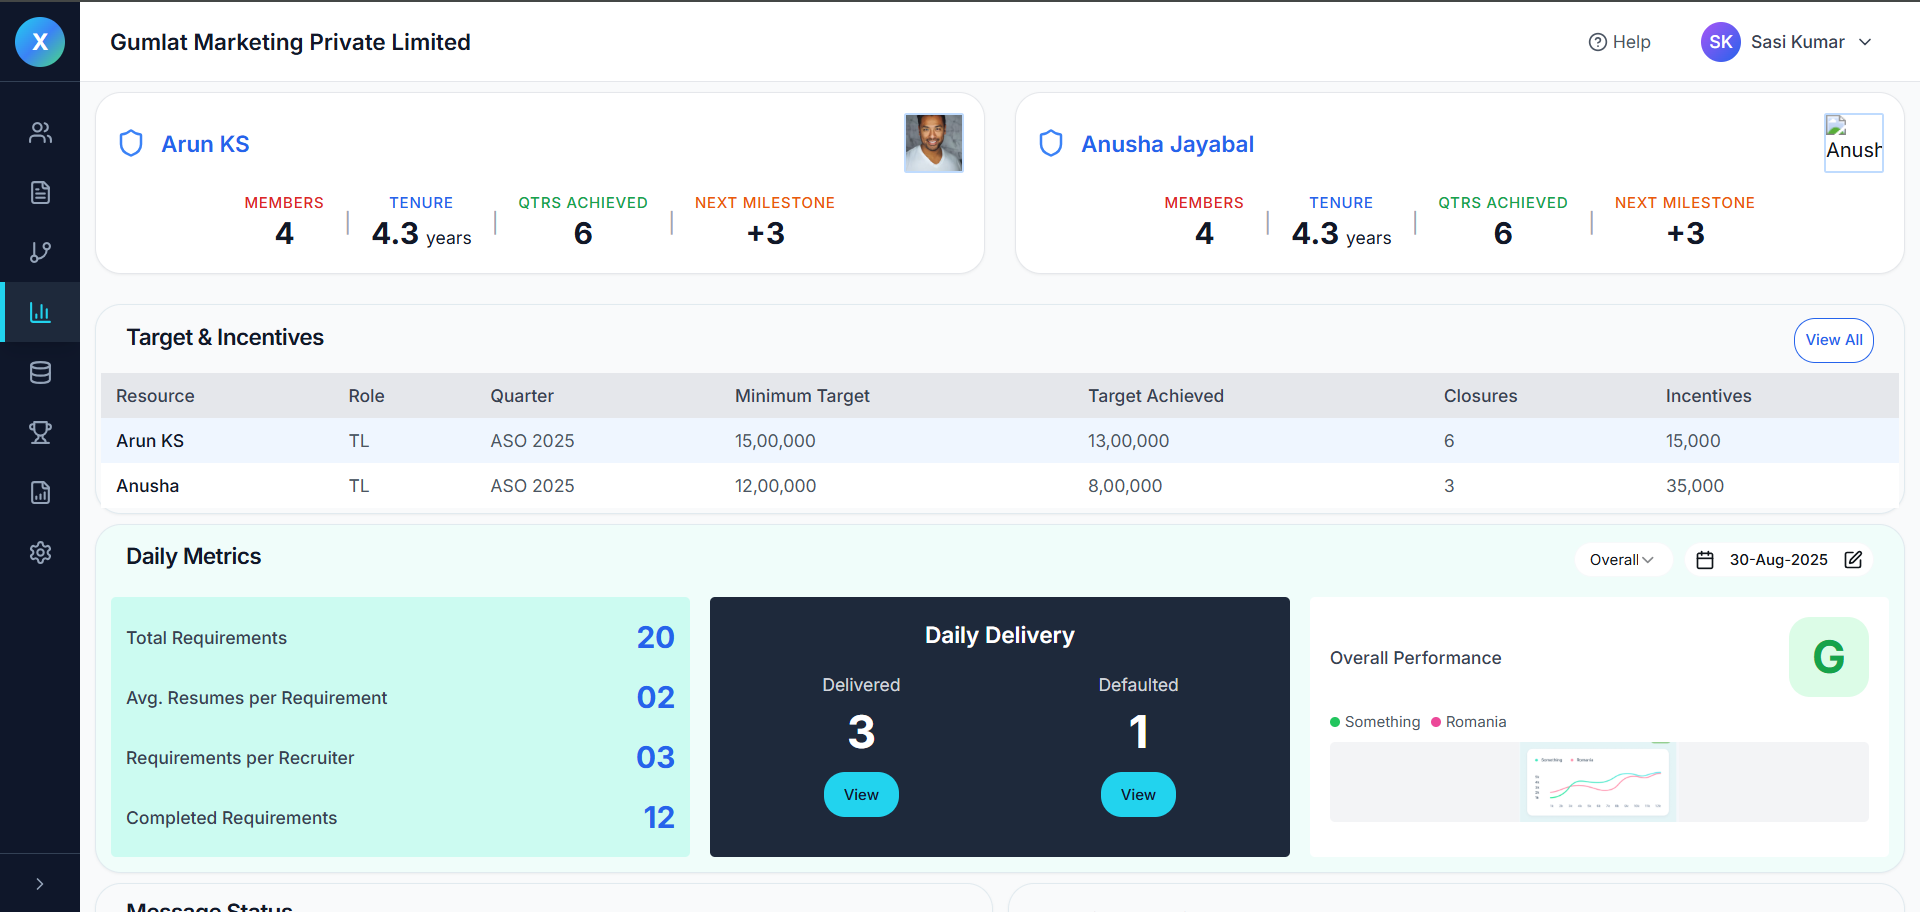 X
Gumlat Marketing Private Limited
Help
SK
Sasi Kumar
Arun KS
MEMBERS
4
TENURE
4.3 years
QTRS ACHIEVED
6
NEXT MILESTONE
+3
Anusha Jayabal
Anush
MEMBERS
4
TENURE
4.3 years
QTRS ACHIEVED
6
NEXT MILESTONE
+3
Target & Incentives
View All
Resource Role Quarter Minimum Target Target Achieved Closures Incentives
Arun KS TL ASO 2025 15,00,000 13,00,000 6 15,000
Anusha TL ASO 2025 12,00,000 8,00,000 3 35,000
Daily Metrics
Overall
30-Aug-2025
Total Requirements 20
Avg. Resumes per Requirement 02
Requirements per Recruiter 03
Completed Requirements 12
Daily Delivery
Delivered
3
View
Defaulted
1
View
Overall Performance
G
Something Romania
Something Romania
Message Status